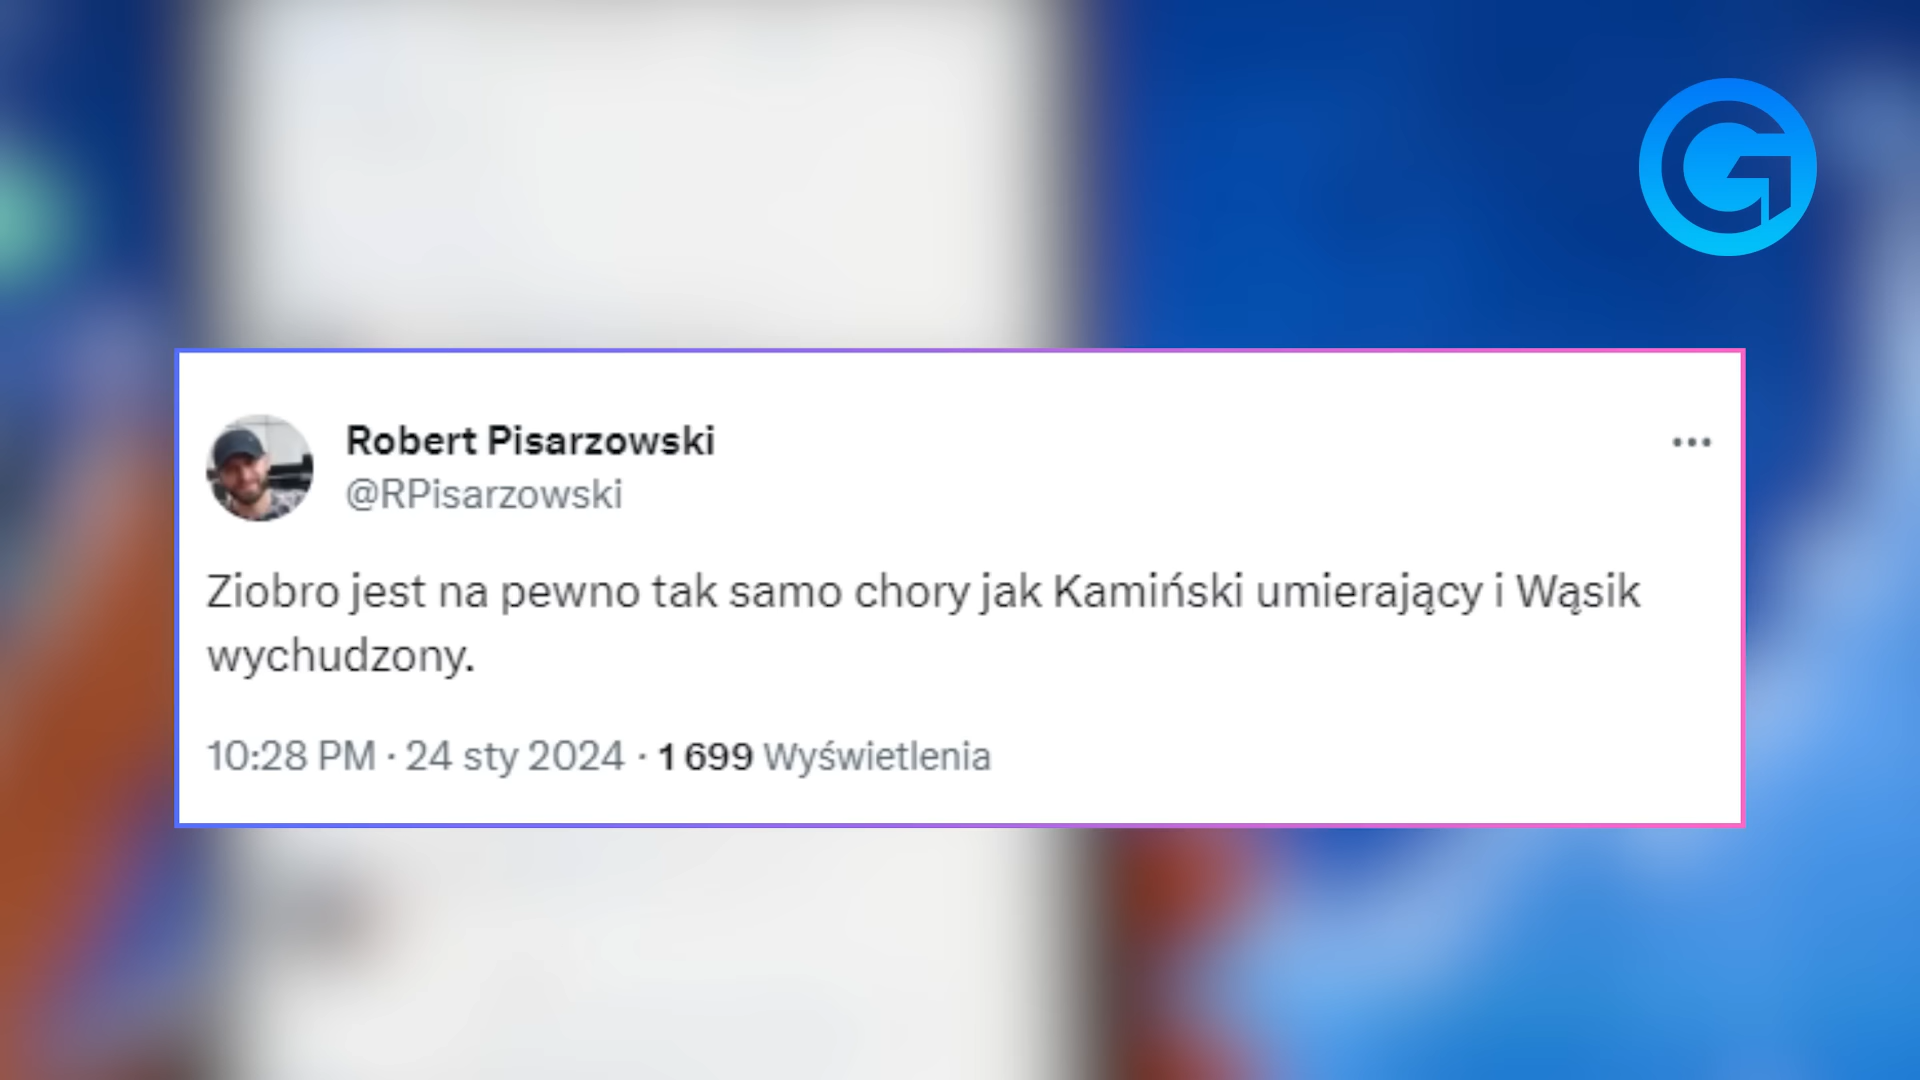 Robert Pisarzowski
@RPisarzowski
Ziobro jest na pewno tak samo chory jak Kamiński umierający i Wąsik
wychudzony.
10:28 PM · 24 sty 2024 · 1 699 Wyświetlenia